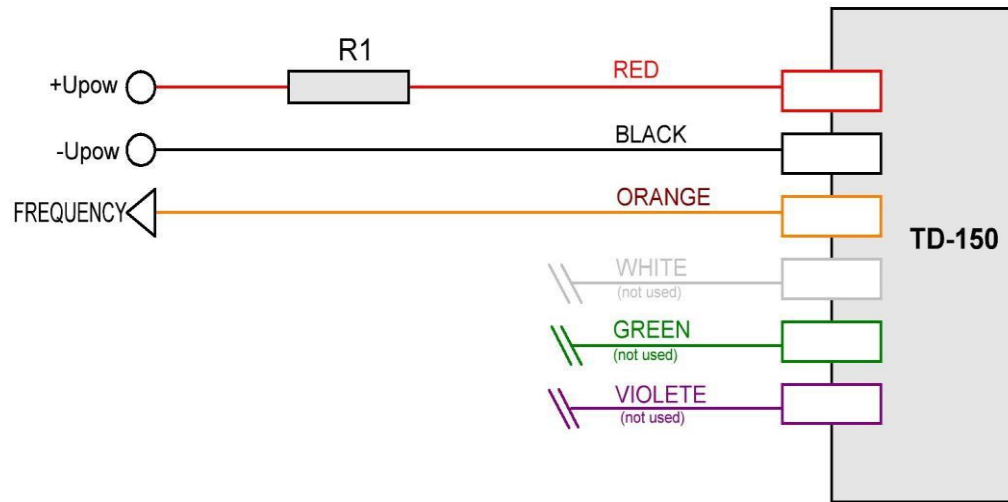 R1
+Upow
RED
-Upow
BLACK
FREQUENCY
ORANGE
TD-150
WHITE
(not used)
GREEN
(not used)
VIOLETE
(not used)